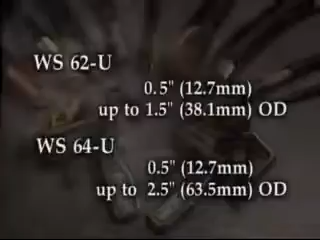 WS 62-U
0.5" (12.7mm)
up to 1.5" (38.1mm) OD
WS 64-U
0.5" (12.7mm)
up to 2.5" (63.5mm) OD